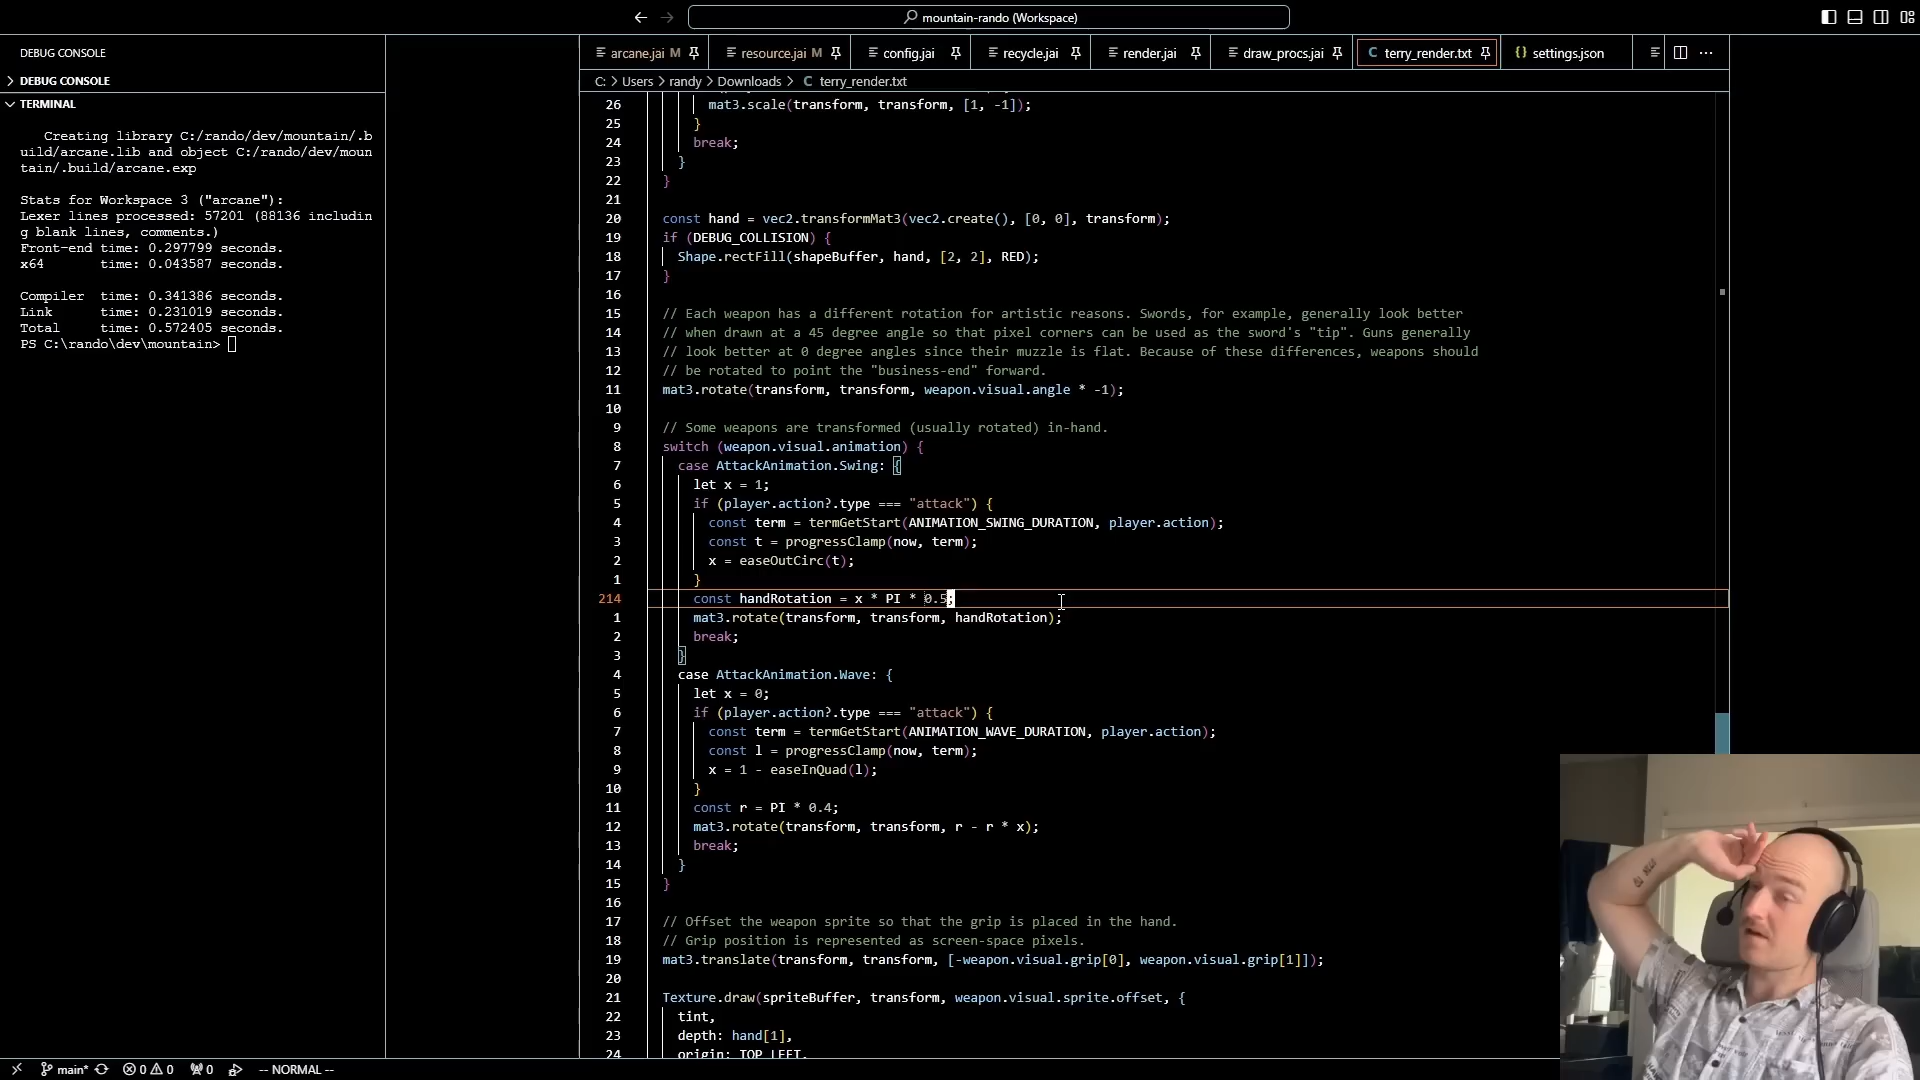 mountain-rando (Workspace)
DEBUG CONSOLE
DEBUG CONSOLE
TERMINAL
Creating library C:/rando/dev/mountain/.b
uild/arcane.lib and object C:/rando/dev/moun
tain/.build/arcane.exp
Stats for Workspace 3 ("arcane"):
Lexer lines processed: 57201 (88136 includin
g blank lines, comments.)
Front-end time: 0.297799 seconds.
x64 time: 0.043587 seconds.
Compiler time: 0.341386 seconds.
Link time: 0.231019 seconds.
Total time: 0.572405 seconds.
PS C:\rando\dev\mountain>
arcane.jai M resource.jai M config.jai recycle.jai render.jai draw_procs.jai C terry_render.txt {} settings.json
C: > Users > randy > Downloads > C terry_render.txt
26 mat3.scale(transform, transform, [1, -1]);
25 }
24 break;
23 }
22 }
21
20 const hand = vec2.transformMat3(vec2.create(), [0, 0], transform);
19 if (DEBUG_COLLISION) {
18 Shape.rectFill(shapeBuffer, hand, [2, 2], RED);
17 }
16
15 // Each weapon has a different rotation for artistic reasons. Swords, for example, generally look better
14 // when drawn at a 45 degree angle so that pixel corners can be used as the sword's "tip". Guns generally
13 // look better at 0 degree angles since their muzzle is flat. Because of these differences, weapons should
12 // be rotated to point the "business-end" forward.
11 mat3.rotate(transform, transform, weapon.visual.angle * -1);
10
9 // Some weapons are transformed (usually rotated) in-hand.
8 switch (weapon.visual.animation) {
7 case AttackAnimation.Swing: {
6 let x = 1;
5 if (player.action?.type === "attack") {
4 const term = termGetStart(ANIMATION_SWING_DURATION, player.action);
3 const t = progressClamp(now, term);
2 x = easeOutCirc(t);
1 }
214 const handRotation = x * PI * 0.5;
1 mat3.rotate(transform, transform, handRotation);
2 break;
3 }
4 case AttackAnimation.Wave: {
5 let x = 0;
6 if (player.action?.type === "attack") {
7 const term = termGetStart(ANIMATION_WAVE_DURATION, player.action);
8 const l = progressClamp(now, term);
9 x = 1 - easeInQuad(l);
10 }
11 const r = PI * 0.4;
12 mat3.rotate(transform, transform, r - r * x);
13 break;
14 }
15 }
16
17 // Offset the weapon sprite so that the grip is placed in the hand.
18 // Grip position is represented as screen-space pixels.
19 mat3.translate(transform, transform, [-weapon.visual.grip[0], weapon.visual.grip[1]]);
20
21 Texture.draw(spriteBuffer, transform, weapon.visual.sprite.offset, {
22 tint,
23 depth: hand[1],
24 origin: TOP_LEFT,
main* 0 0 0 -- NORMAL --